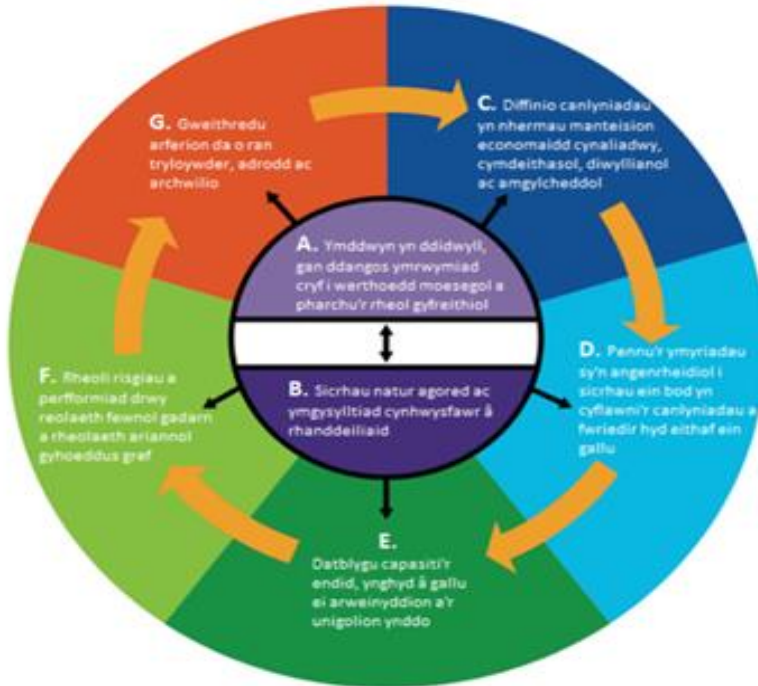 A. Ymddwyn yn ddidwyll,
gan ddangos ymrwymiad
cryf i werthoedd moesegol a
pharchu'r rheol gyfreithiol
B. Sicrhau natur agored ac
ymgysylltiad cynhwysfawr â
rhanddeiliaid
C. Diffinio canlyniadau
yn nhermau manteision
economaidd cynaliadwy,
cymdeithasol, diwyllianol
ac amgylcheddol
D. Pennu'r ymyriadau
sy'n angenrheidiol i
sicrhau ein bod yn
cyflawni'r canlyniadau a
fwriedir hyd eithaf ein
gallu
E.
Datblygu capasiti'r
endid, ynghyd â gallu
ei arweinyddion a'r
unigolion ynddo
F. Rheoli risgiau a
pherfformiad drwy
reolaeth fewnol gadarn
a rheolaeth ariannol
gyhoeddus gref
G. Gweithredu
arferion da o ran
tryloywder, adrodd ac
archwilio